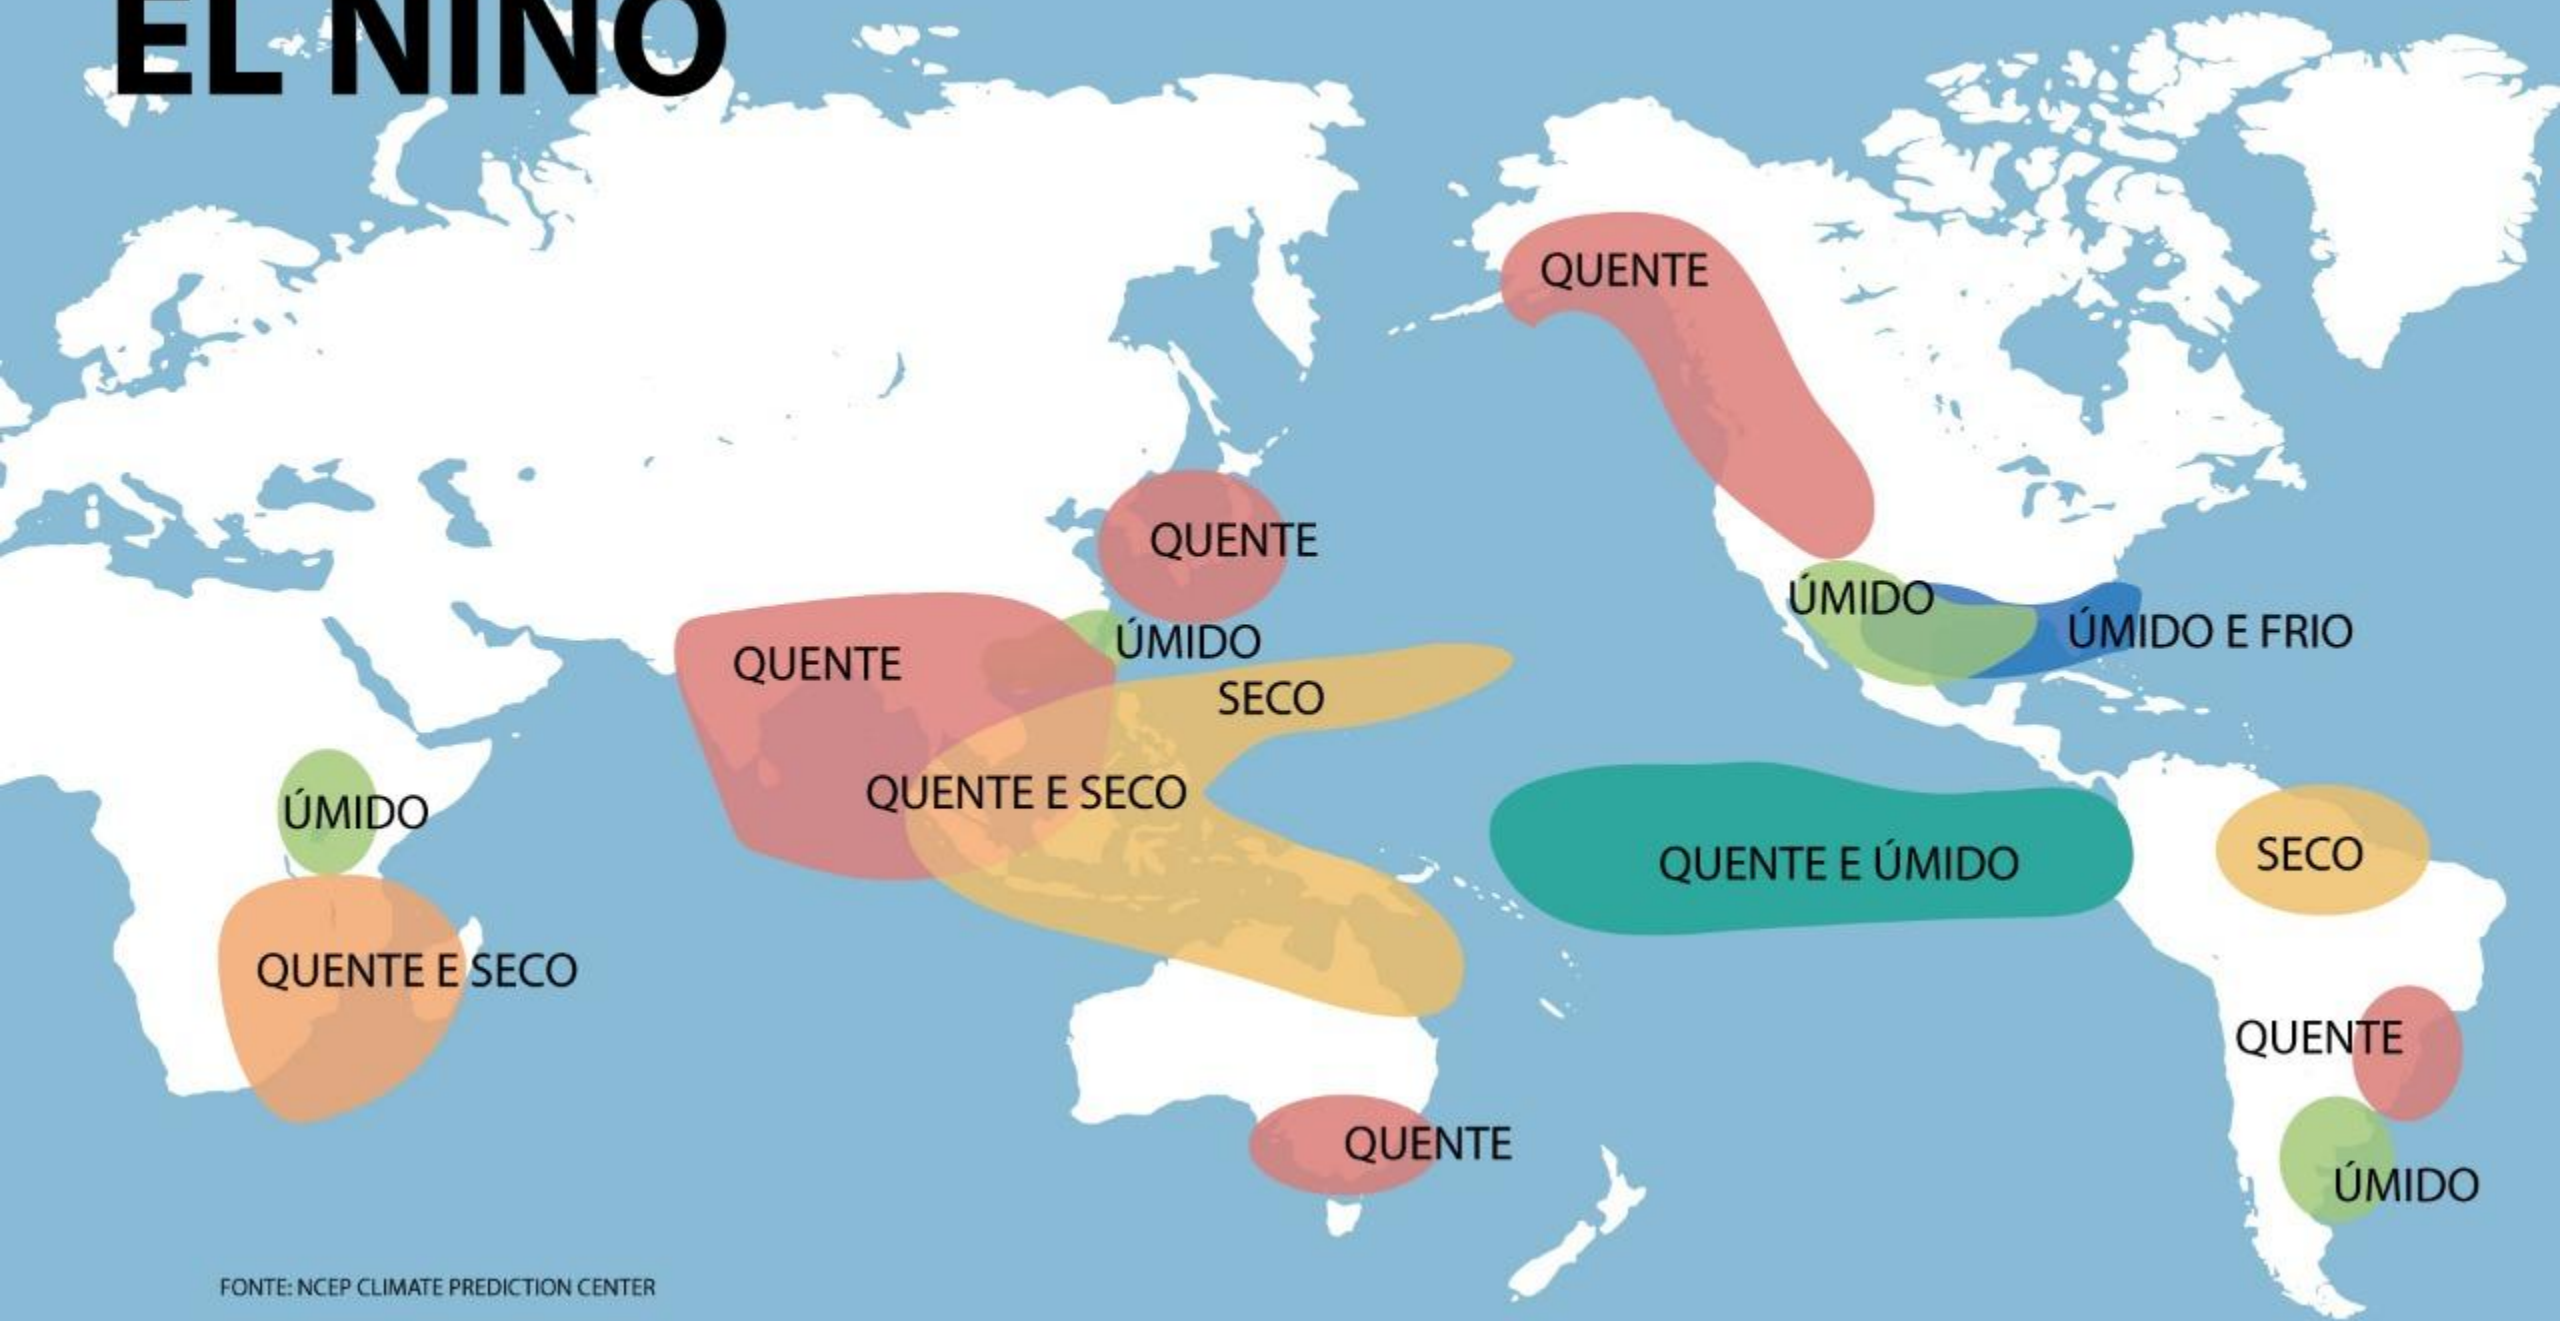 EL NIÑO
QUENTE
QUENTE
ÚMIDO
ÚMIDO
ÚMIDO E FRIO
QUENTE
SECO
QUENTE E SECO
ÚMIDO
QUENTE E ÚMIDO
SECO
QUENTE E SECO
QUENTE
QUENTE
ÚMIDO
FONTE: NCEP CLIMATE PREDICTION CENTER